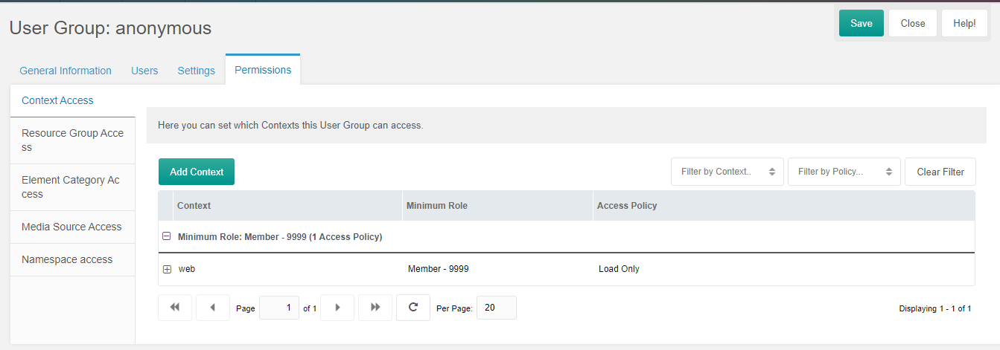 User Group: anonymous
Save
Close
Help!
General Information
Users
Settings
Permissions
Context Access
Resource Group Acce
ss
Element Category Ac
cess
Media Source Access
Namespace access
Here you can set which Contexts this User Group can access.
Add Context
Filter by Context..
Filter by Policy...
Clear Filter
Context
Minimum Role
Access Policy
Minimum Role: Member - 9999 (1 Access Policy)
web
Member - 9999
Load Only
Page
1
of 1
Per Page:
20
Displaying 1 - 1 of 1